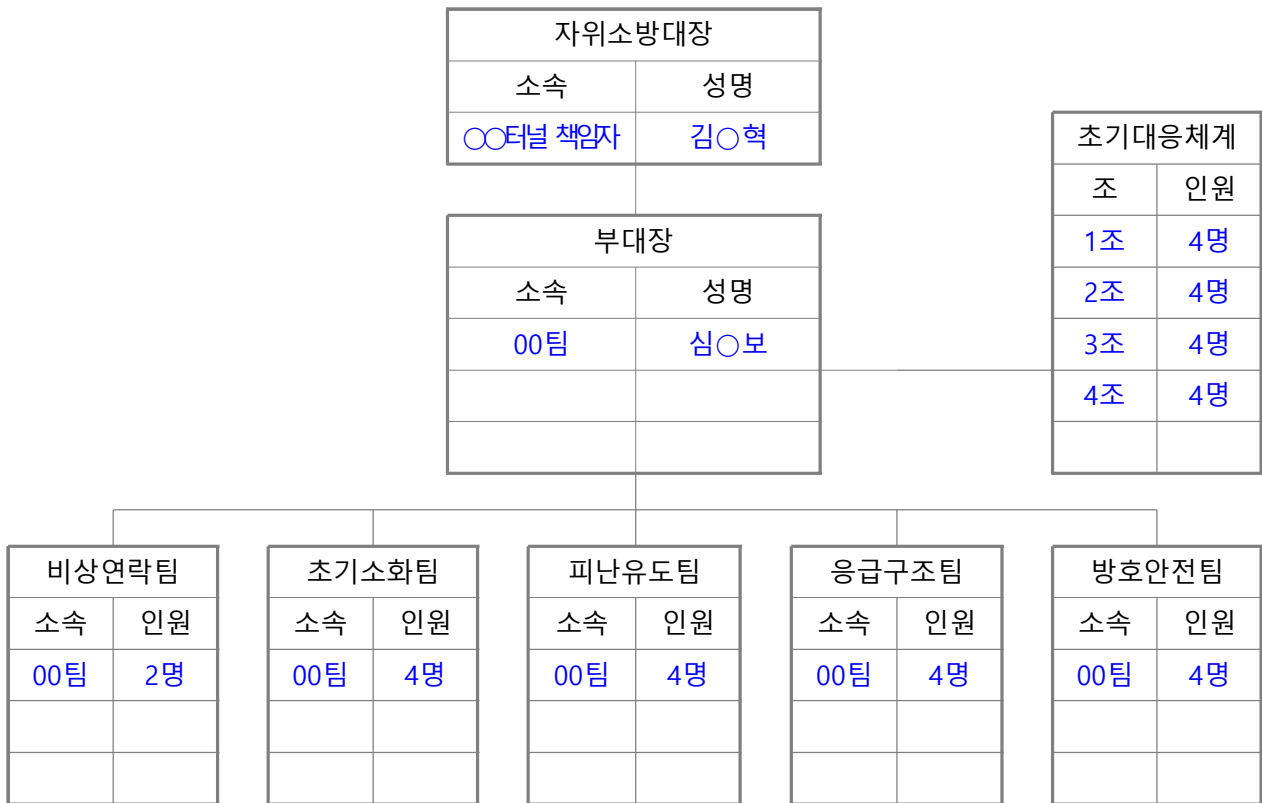 자위소방대장
소속 성명
○○터널 책임자 김○혁
초기대응체계
조 인원
1조 4명
2조 4명
3조 4명
4조 4명
부대장
소속 성명
00팀 심○보
비상연락팀
소속 인원
00팀 2명
초기소화팀
소속 인원
00팀 4명
피난유도팀
소속 인원
00팀 4명
응급구조팀
소속 인원
00팀 4명
방호안전팀
소속 인원
00팀 4명